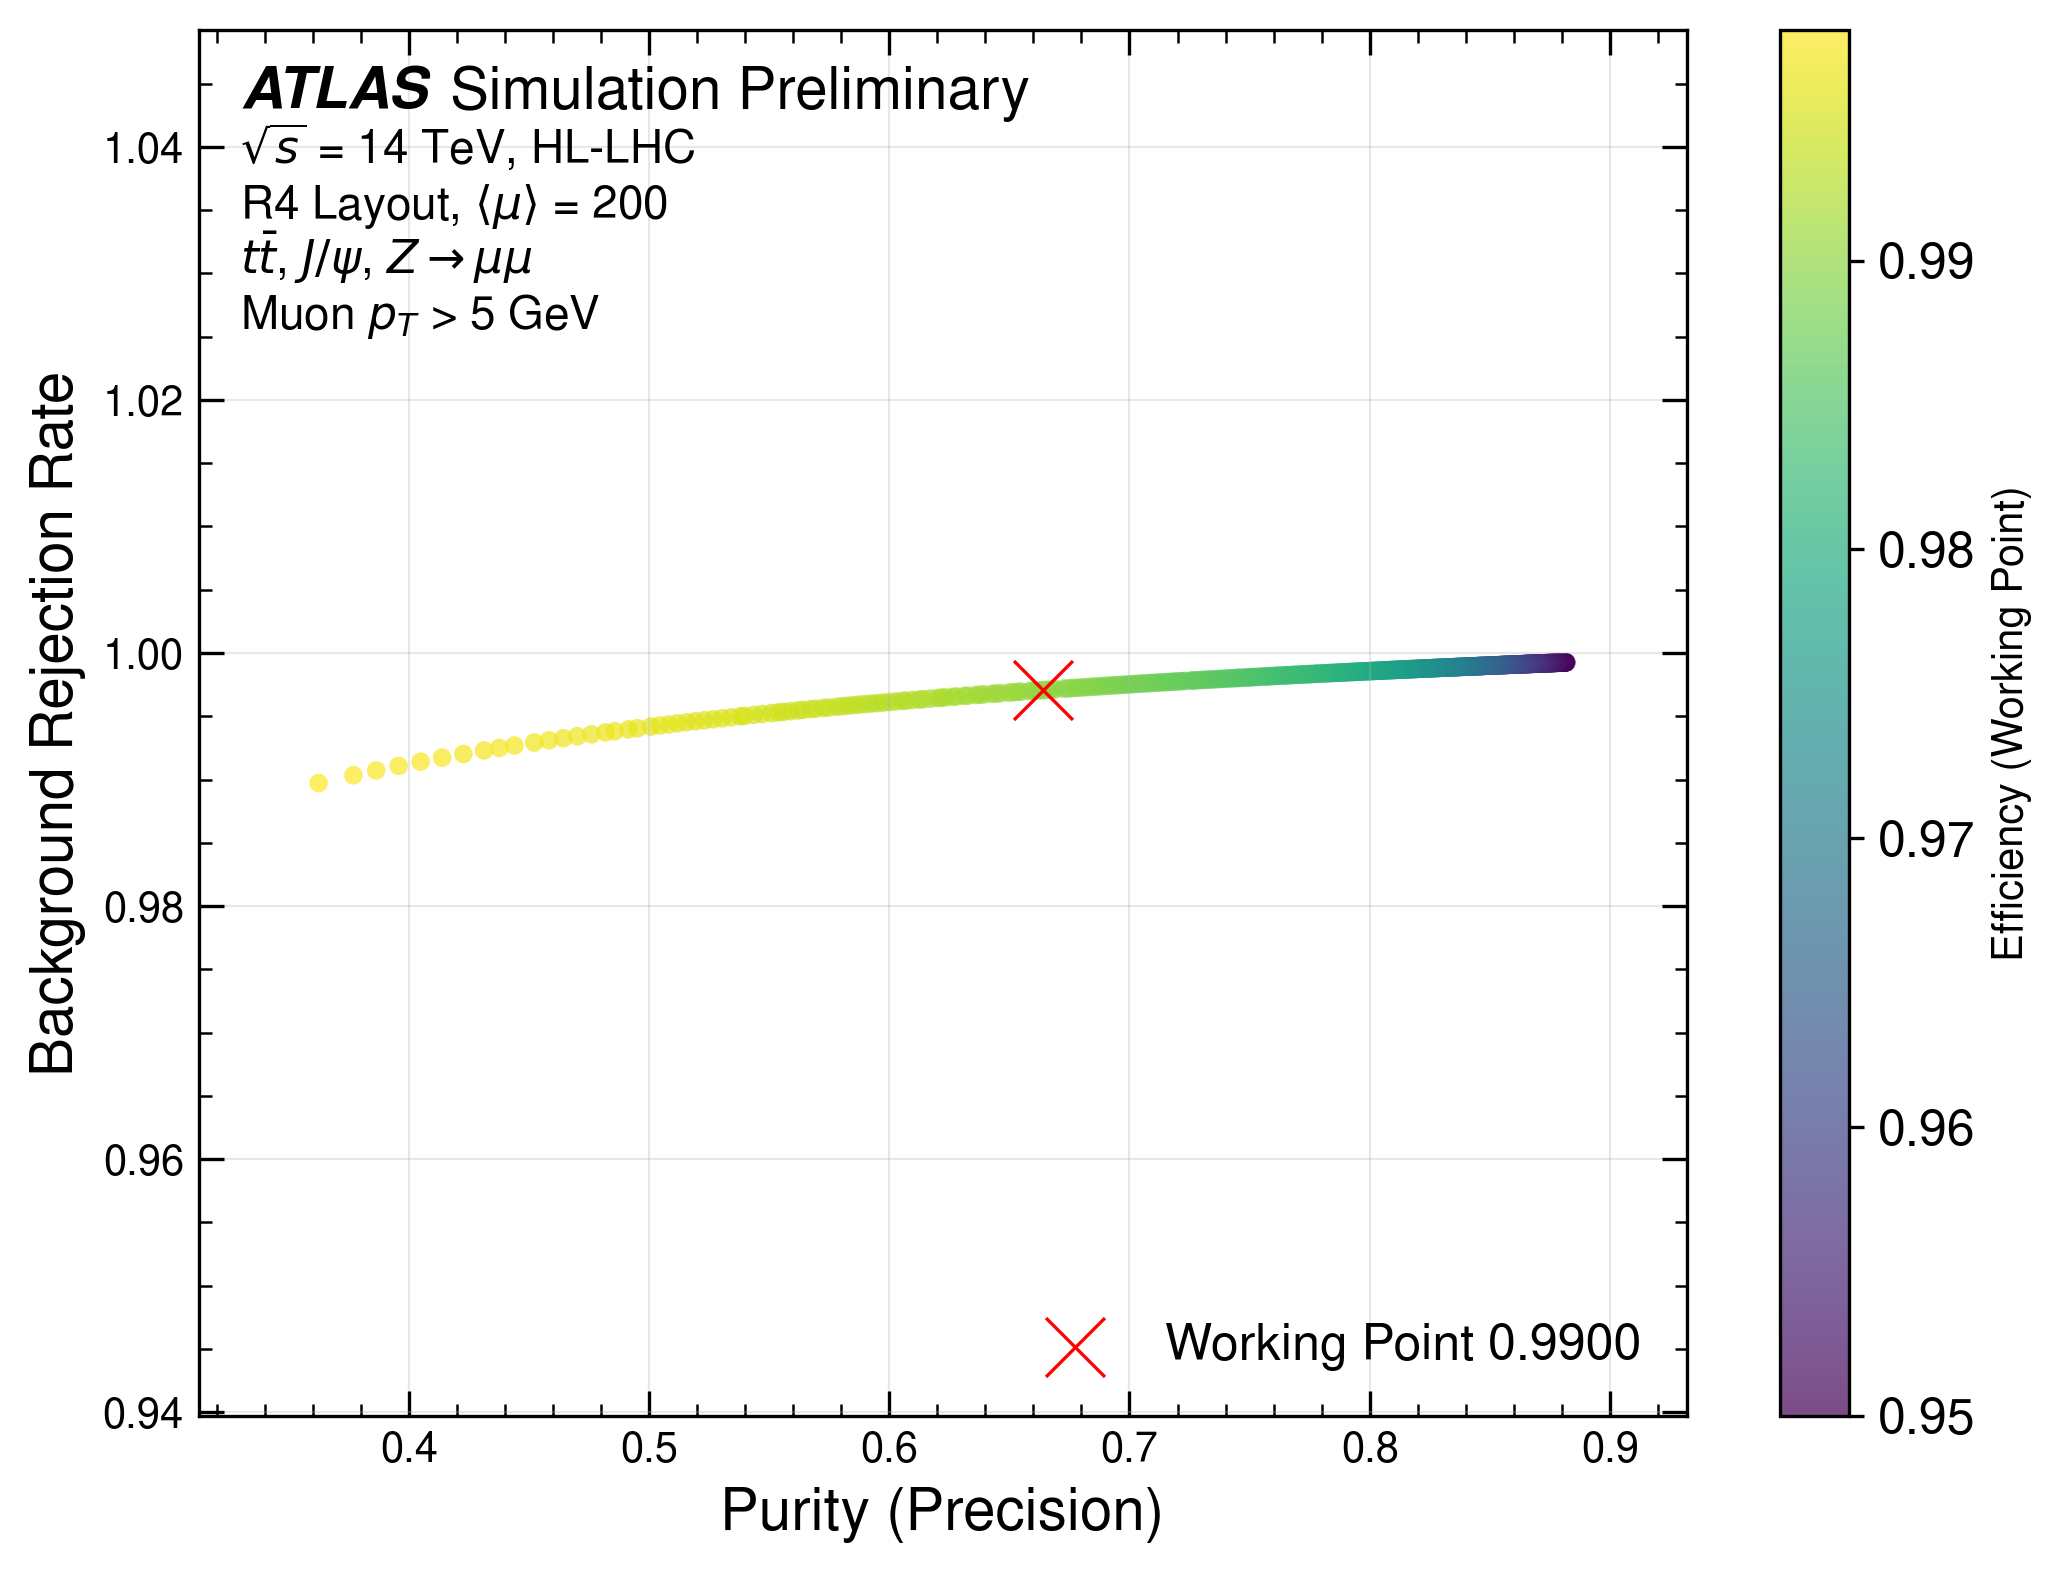 ATLAS Simulation Preliminary
√s = 14 TeV, HL-LHC
R4 Layout, ⟨μ⟩ = 200
tt̄, J/ψ, Z → μμ
Muon pT > 5 GeV
Background Rejection Rate
1.04
1.02
1.00
0.98
0.96
0.94
Working Point 0.9900
0.4 0.5 0.6 0.7 0.8 0.9
Purity (Precision)
0.99
0.98
0.97
0.96
0.95
Efficiency (Working Point)